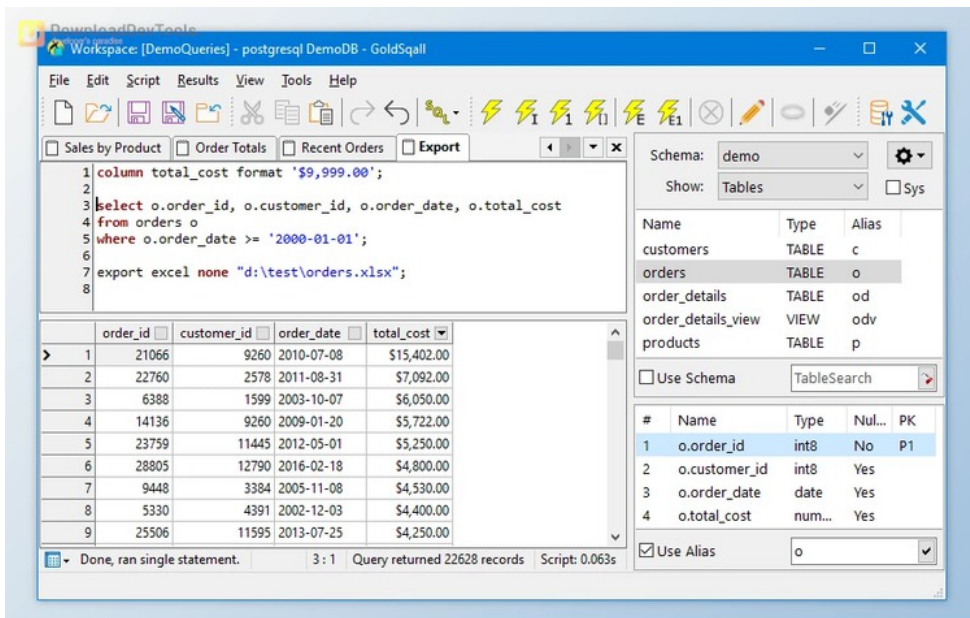 DownloadDevTools
developer's paradise
Workspace: [DemoQueries] - postgresql DemoDB - GoldSqall
File Edit Script Results View Tools Help
SQL I 1 E E1
Sales by Product Order Totals Recent Orders Export
1 column total_cost format '$9,999.00';
2
3 select o.order_id, o.customer_id, o.order_date, o.total_cost
4 from orders o
5 where o.order_date >= '2000-01-01';
6
7 export excel none "d:\test\orders.xlsx";
8
order_id customer_id order_date total_cost
1 21066 9260 2010-07-08 $15,402.00
2 22760 2578 2011-08-31 $7,092.00
3 6388 1599 2003-10-07 $6,050.00
4 14136 9260 2009-01-20 $5,722.00
5 23759 11445 2012-05-01 $5,250.00
6 28805 12790 2016-02-18 $4,800.00
7 9448 3384 2005-11-08 $4,530.00
8 5330 4391 2002-12-03 $4,400.00
9 25506 11595 2013-07-25 $4,250.00
Done, ran single statement. 3 : 1 Query returned 22628 records Script: 0.063s
Schema: demo
Show: Tables Sys
Name Type Alias
customers TABLE c
orders TABLE o
order_details TABLE od
order_details_view VIEW odv
products TABLE p
Use Schema TableSearch
# Name Type Nul... PK
1 o.order_id int8 No P1
2 o.customer_id int8 Yes
3 o.order_date date Yes
4 o.total_cost num... Yes
Use Alias o